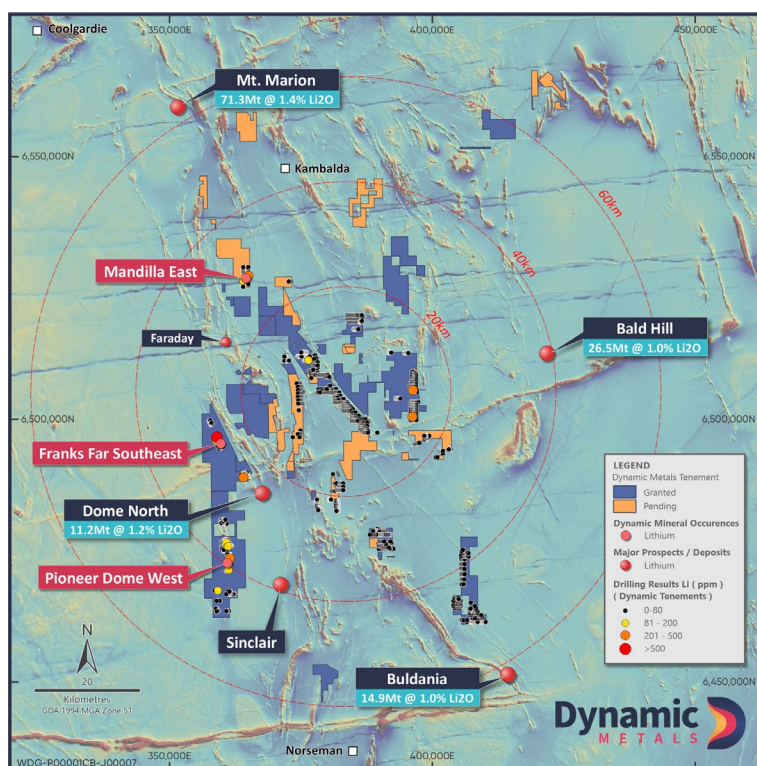 Coolgardie
350,000E
400,000E
Mt. Marion
71.3Mt @ 1.4% Li2O
6,550,000N
6,550,000N
Kambalda
60km
40km
Mandilla East
20km
Faraday
Bald Hill
26.5Mt @ 1.0% Li2O
6,500,000N
6,500,000N
Franks Far Southeast
Dome North
11.2Mt @ 1.2% Li2O
Pioneer Dome West
Sinclair
LEGEND
Dynamic Metals Tenement
Granted
Pending
Dynamic Mineral Occurences
Lithium
Major Prospects / Deposits
Lithium
Drilling Results Li ( ppm )
( Dynamic Tenements )
0-80
81 - 200
201 - 500
>500
N
20
Kilometres
GDA 1994 MGA Zone 51
Buldania
14.9Mt @ 1.0% Li2O
6,450,000N
Dynamic
METALS
Norseman
WDG-P00001CB-J00007
350,000E
400,000E